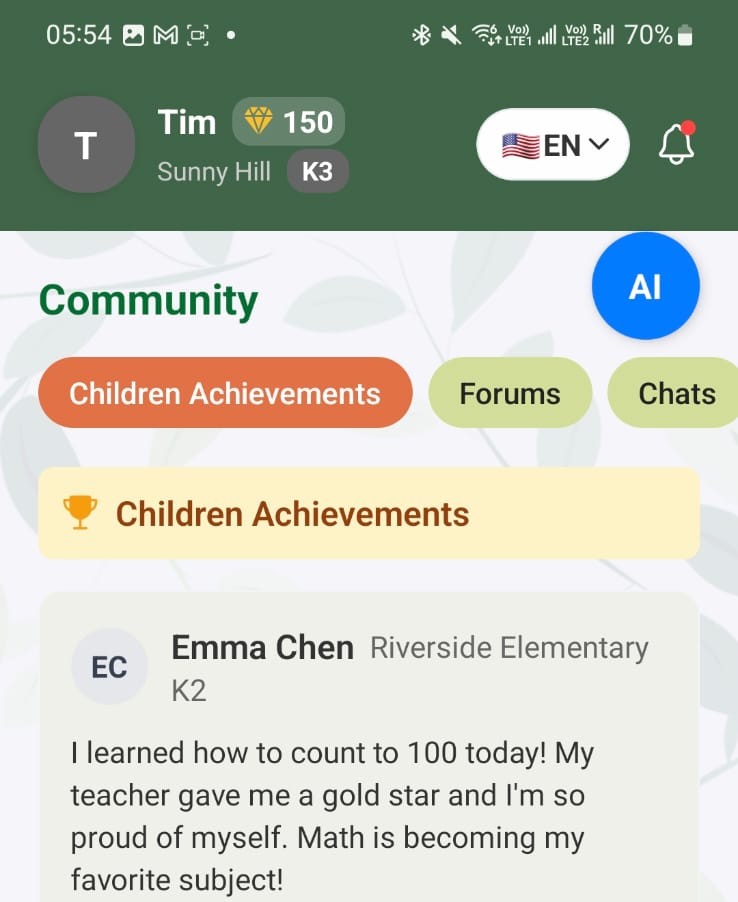 05:54 70%
Vo)) LTE1 Vo)) LTE2 R
T
Tim 150
Sunny Hill K3
EN
Community
AI
Children Achievements Forums Chats
Children Achievements
EC
Emma Chen Riverside Elementary
K2
I learned how to count to 100 today! My
teacher gave me a gold star and I'm so
proud of myself. Math is becoming my
favorite subject!